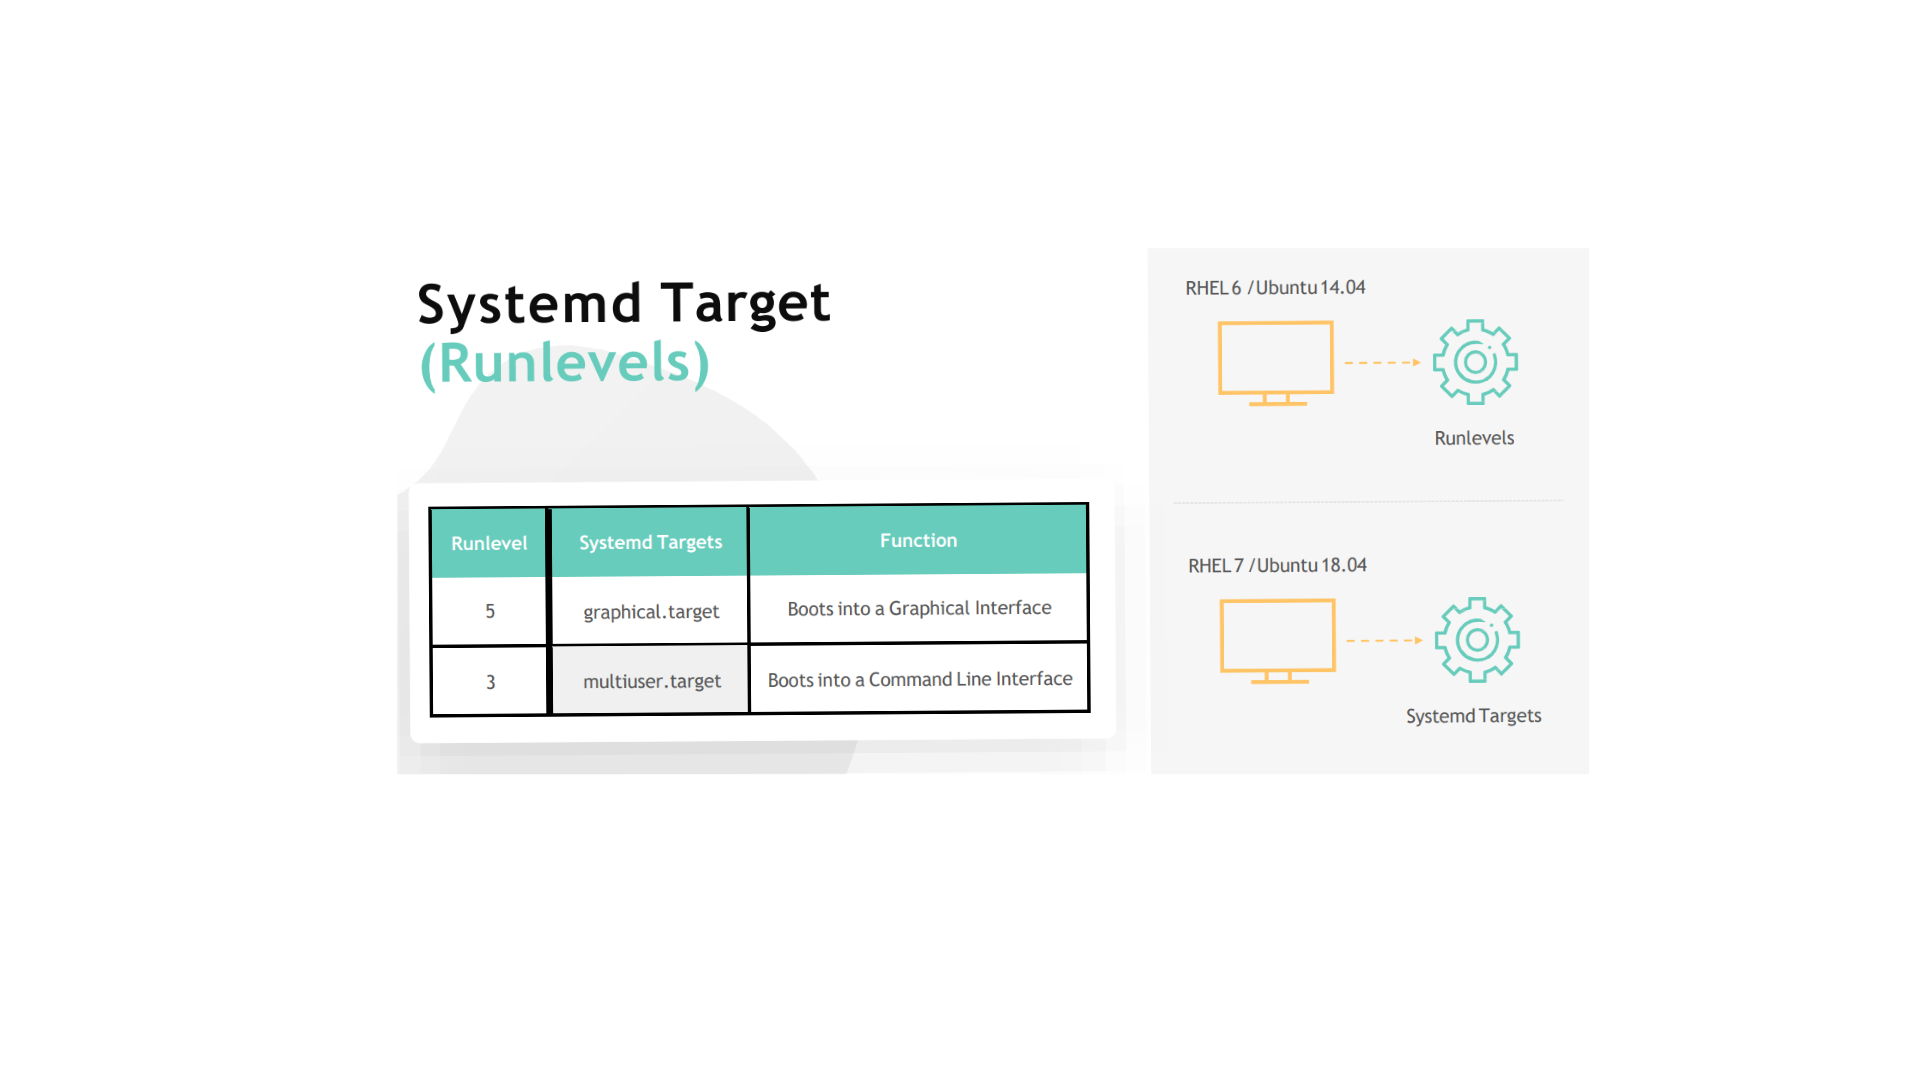 Systemd Target
(Runlevels)
Runlevel Systemd Targets Function
5 graphical.target Boots into a Graphical Interface
3 multiuser.target Boots into a Command Line Interface
RHEL 6 / Ubuntu 14.04
Runlevels
RHEL 7 / Ubuntu 18.04
Systemd Targets